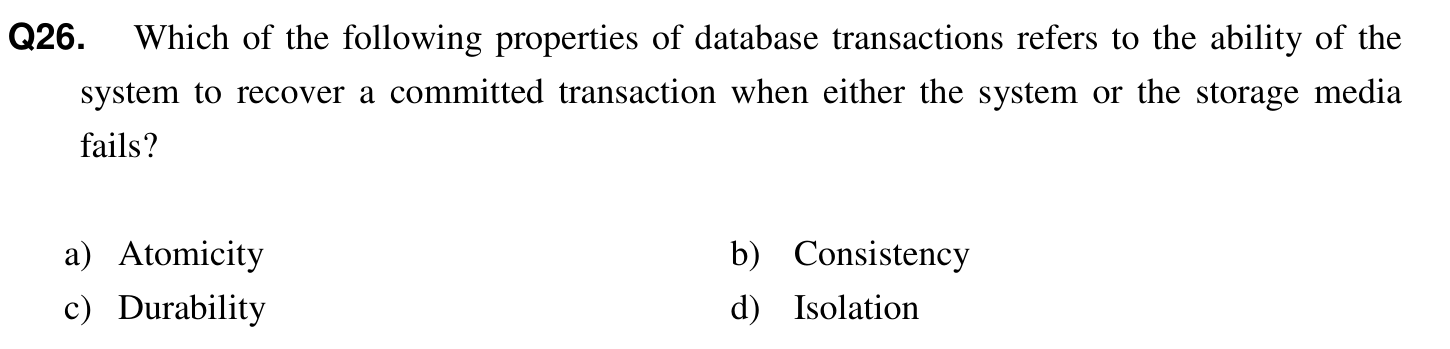 Q26. Which of the following properties of database transactions refers to the ability of the
system to recover a committed transaction when either the system or the storage media
fails?
a) Atomicity b) Consistency
c) Durability d) Isolation